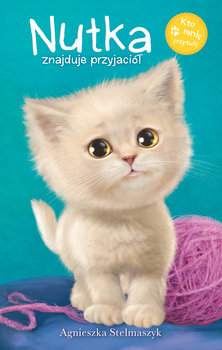 Nutka
znajduje przyjaciół
Kto
mnie
przytuli?
Agnieszka Stelmaszyk